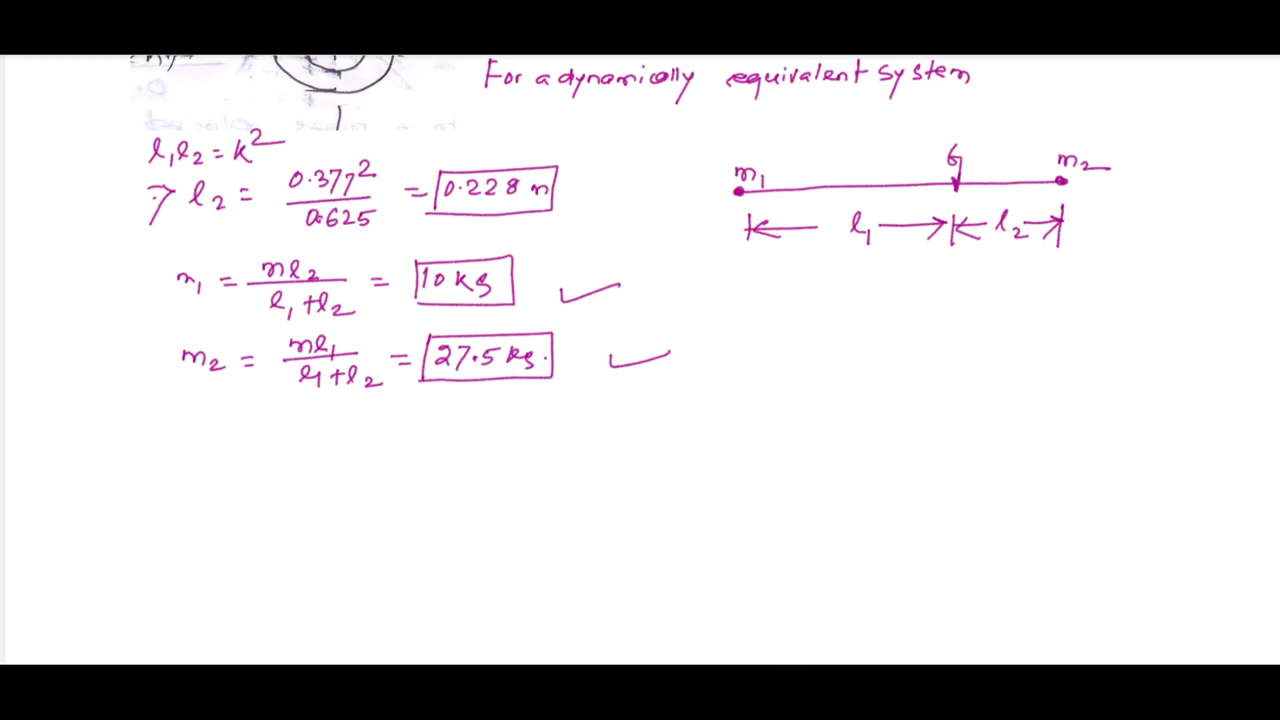 For a dynamically equivalent system
l₁l₂ = k²
⇒ l₂ = 0.377² / 0.625 = 0.228 m
m₁ = ml₂ / l₁+l₂ = 10 kg
m₂ = ml₁ / l₁+l₂ = 27.5 kg.
m₁ G m₂
l₁ l₂